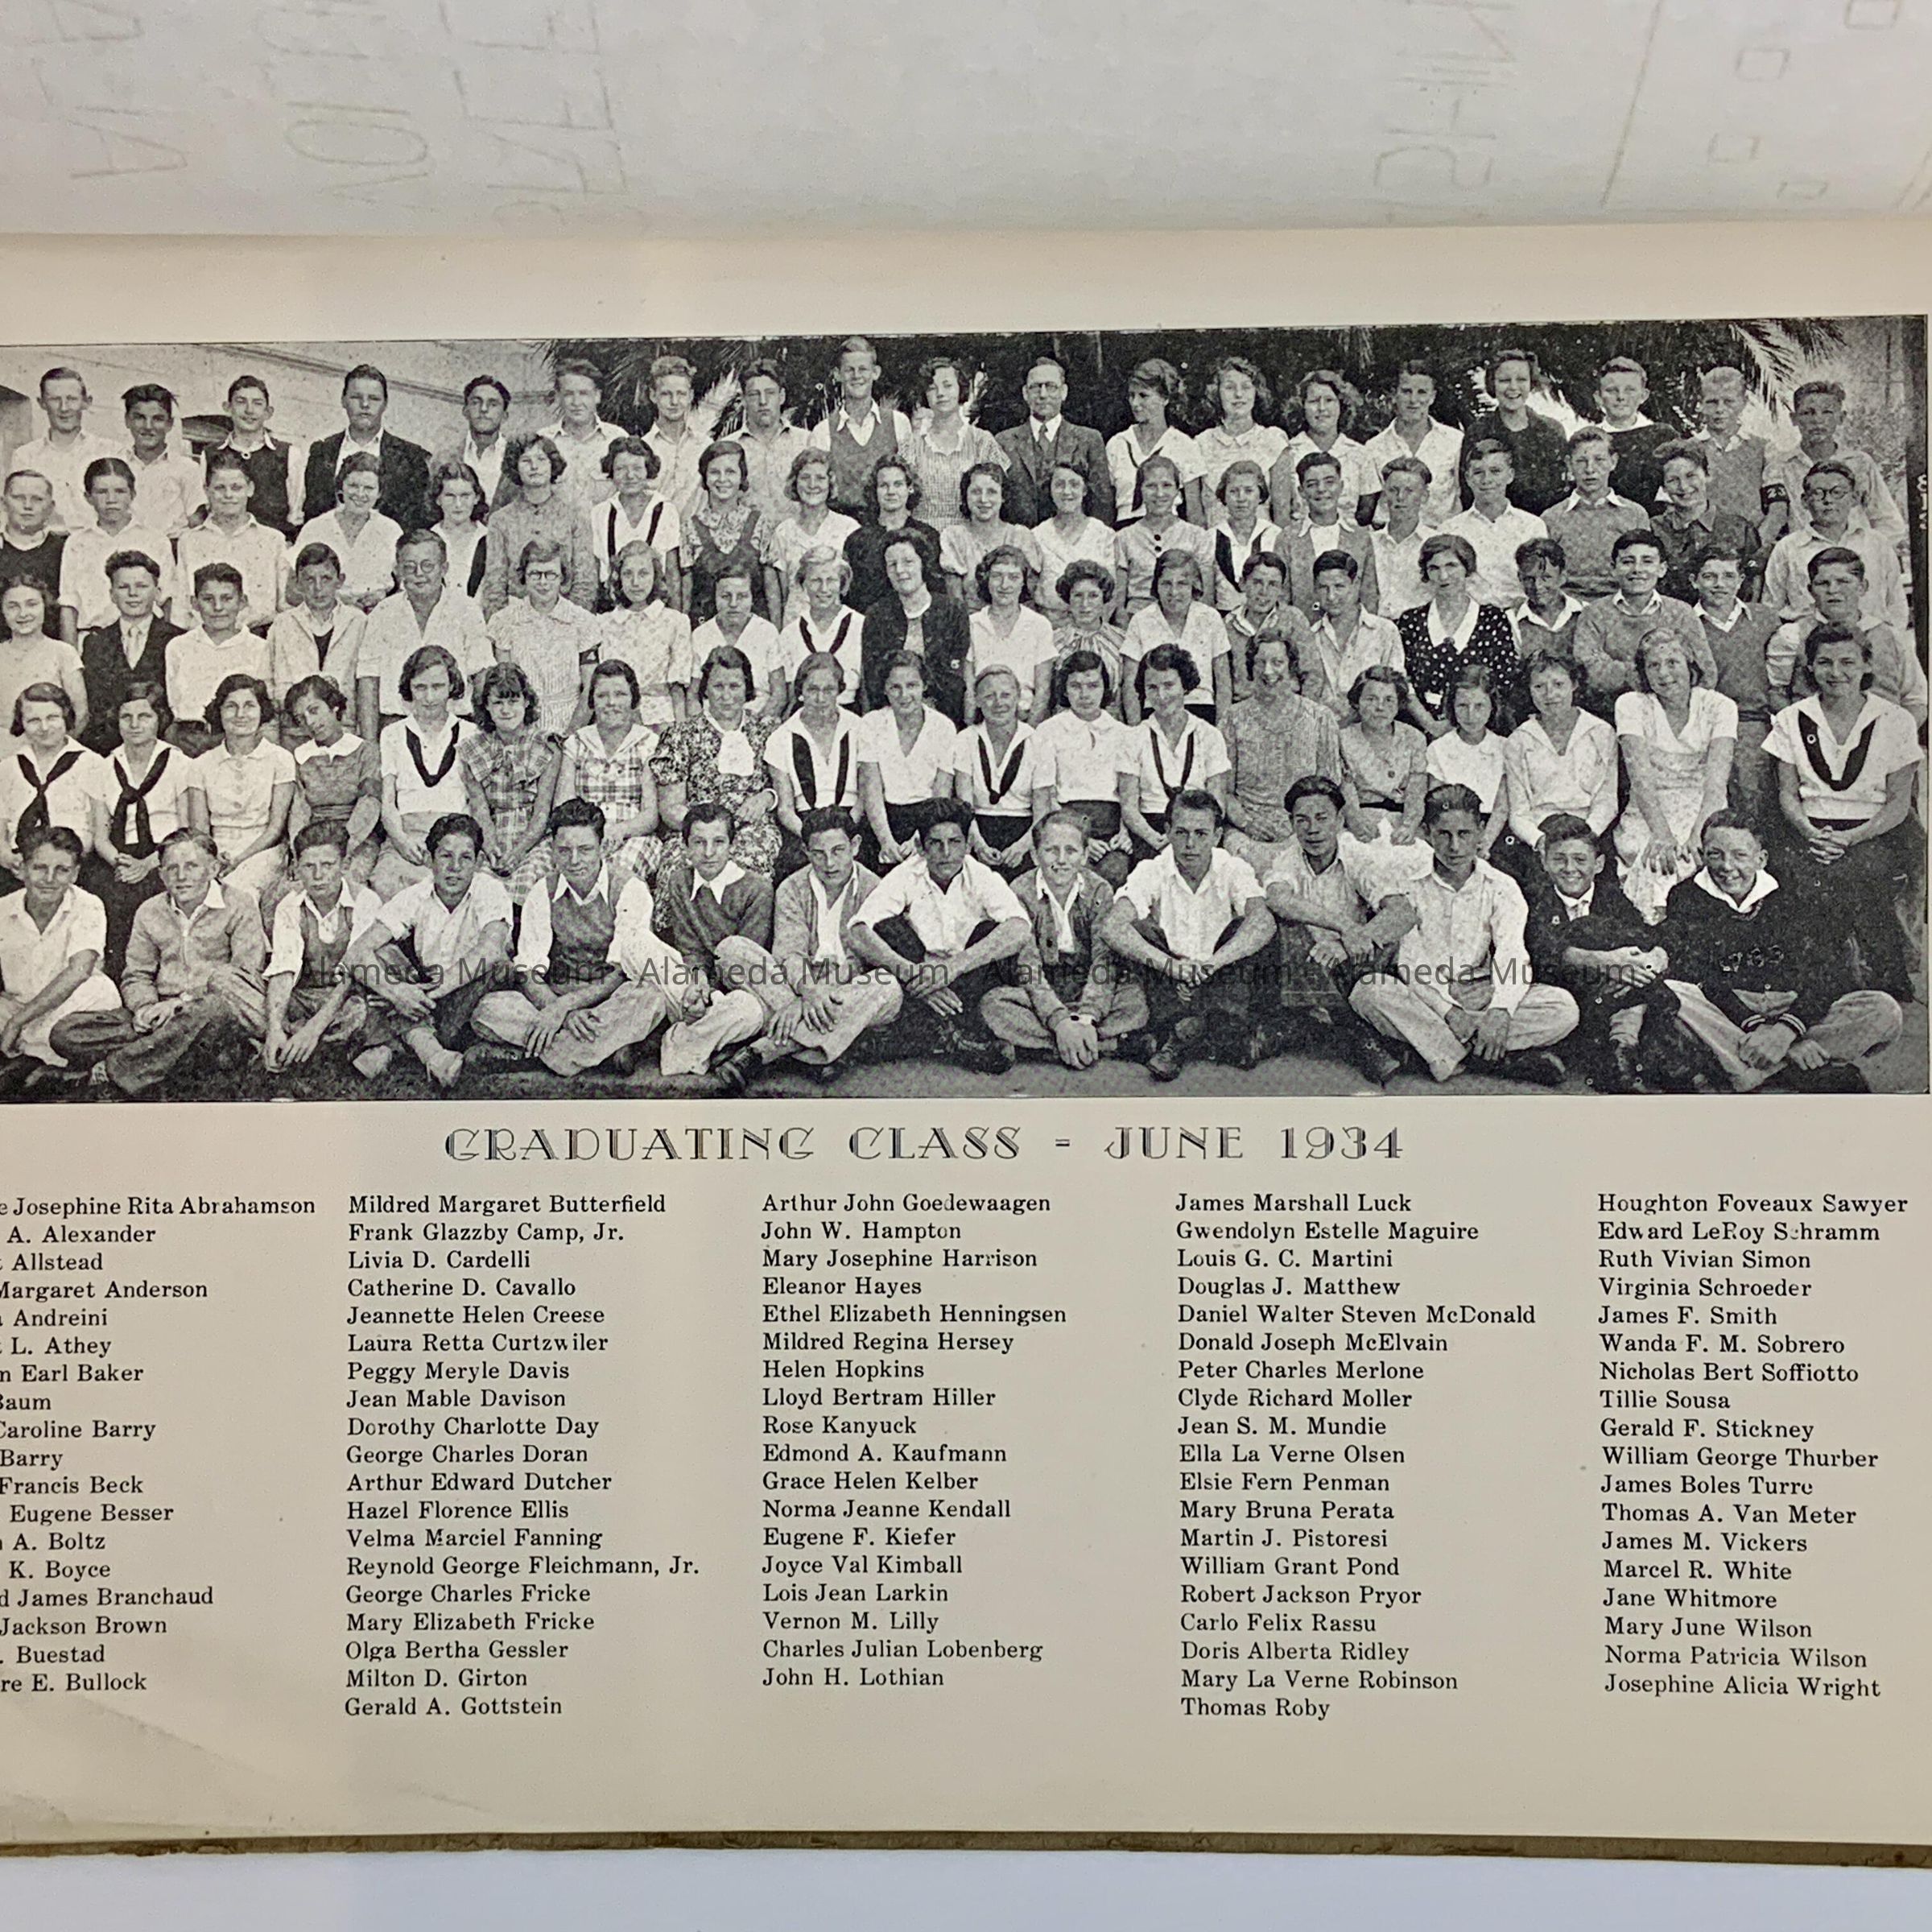 Alameda Museum - Alameda Museum - Alameda Museum - Alameda Museum
GRADUATING CLASS - JUNE 1934
Josephine Rita Abrahamson
A. Alexander
Allstead
Margaret Anderson
Andreini
L. Athey
Earl Baker
Baum
Caroline Barry
Barry
Francis Beck
Eugene Besser
A. Boltz
K. Boyce
James Branchaud
Jackson Brown
Buestad
E. Bullock
Mildred Margaret Butterfield
Frank Glazzby Camp, Jr.
Livia D. Cardelli
Catherine D. Cavallo
Jeannette Helen Creese
Laura Retta Curtzwiler
Peggy Meryle Davis
Jean Mable Davison
Dorothy Charlotte Day
George Charles Doran
Arthur Edward Dutcher
Hazel Florence Ellis
Velma Marciel Fanning
Reynold George Fleichmann, Jr.
George Charles Fricke
Mary Elizabeth Fricke
Olga Bertha Gessler
Milton D. Girton
Gerald A. Gottstein
Arthur John Goedewaagen
John W. Hampton
Mary Josephine Harrison
Eleanor Hayes
Ethel Elizabeth Henningsen
Mildred Regina Hersey
Helen Hopkins
Lloyd Bertram Hiller
Rose Kanyuck
Edmond A. Kaufmann
Grace Helen Kelber
Norma Jeanne Kendall
Eugene F. Kiefer
Joyce Val Kimball
Lois Jean Larkin
Vernon M. Lilly
Charles Julian Lobenberg
John H. Lothian
James Marshall Luck
Gwendolyn Estelle Maguire
Louis G. C. Martini
Douglas J. Matthew
Daniel Walter Steven McDonald
Donald Joseph McElvain
Peter Charles Merlone
Clyde Richard Moller
Jean S. M. Mundie
Ella La Verne Olsen
Elsie Fern Penman
Mary Bruna Perata
Martin J. Pistoresi
William Grant Pond
Robert Jackson Pryor
Carlo Felix Rassu
Doris Alberta Ridley
Mary La Verne Robinson
Thomas Roby
Houghton Foveaux Sawyer
Edward LeRoy Schramm
Ruth Vivian Simon
Virginia Schroeder
James F. Smith
Wanda F. M. Sobrero
Nicholas Bert Soffiotto
Tillie Sousa
Gerald F. Stickney
William George Thurber
James Boles Turre
Thomas A. Van Meter
James M. Vickers
Marcel R. White
Jane Whitmore
Mary June Wilson
Norma Patricia Wilson
Josephine Alicia Wright